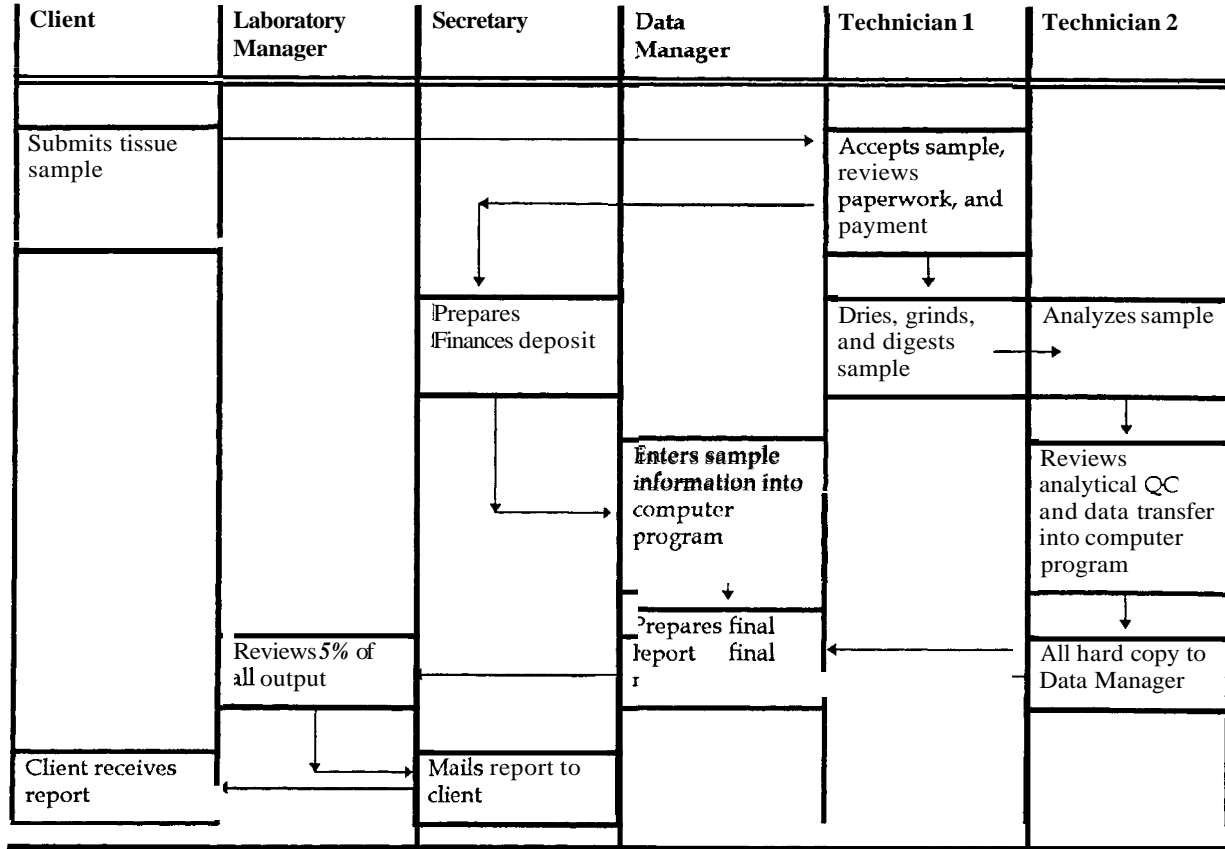 Client
Laboratory
Manager
Secretary
Data
Manager
Technician 1
Technician 2
Submits tissue
sample
Accepts sample,
reviews
paperwork, and
payment
Prepares
Finances deposit
Dries, grinds,
and digests
sample
Analyzes sample
Enters sample
information into
computer
program
Reviews
analytical QC
and data transfer
into computer
program
Prepares final
report final
r
Reviews 5% of
all output
All hard copy to
Data Manager
Client receives
report
Mails report to
client